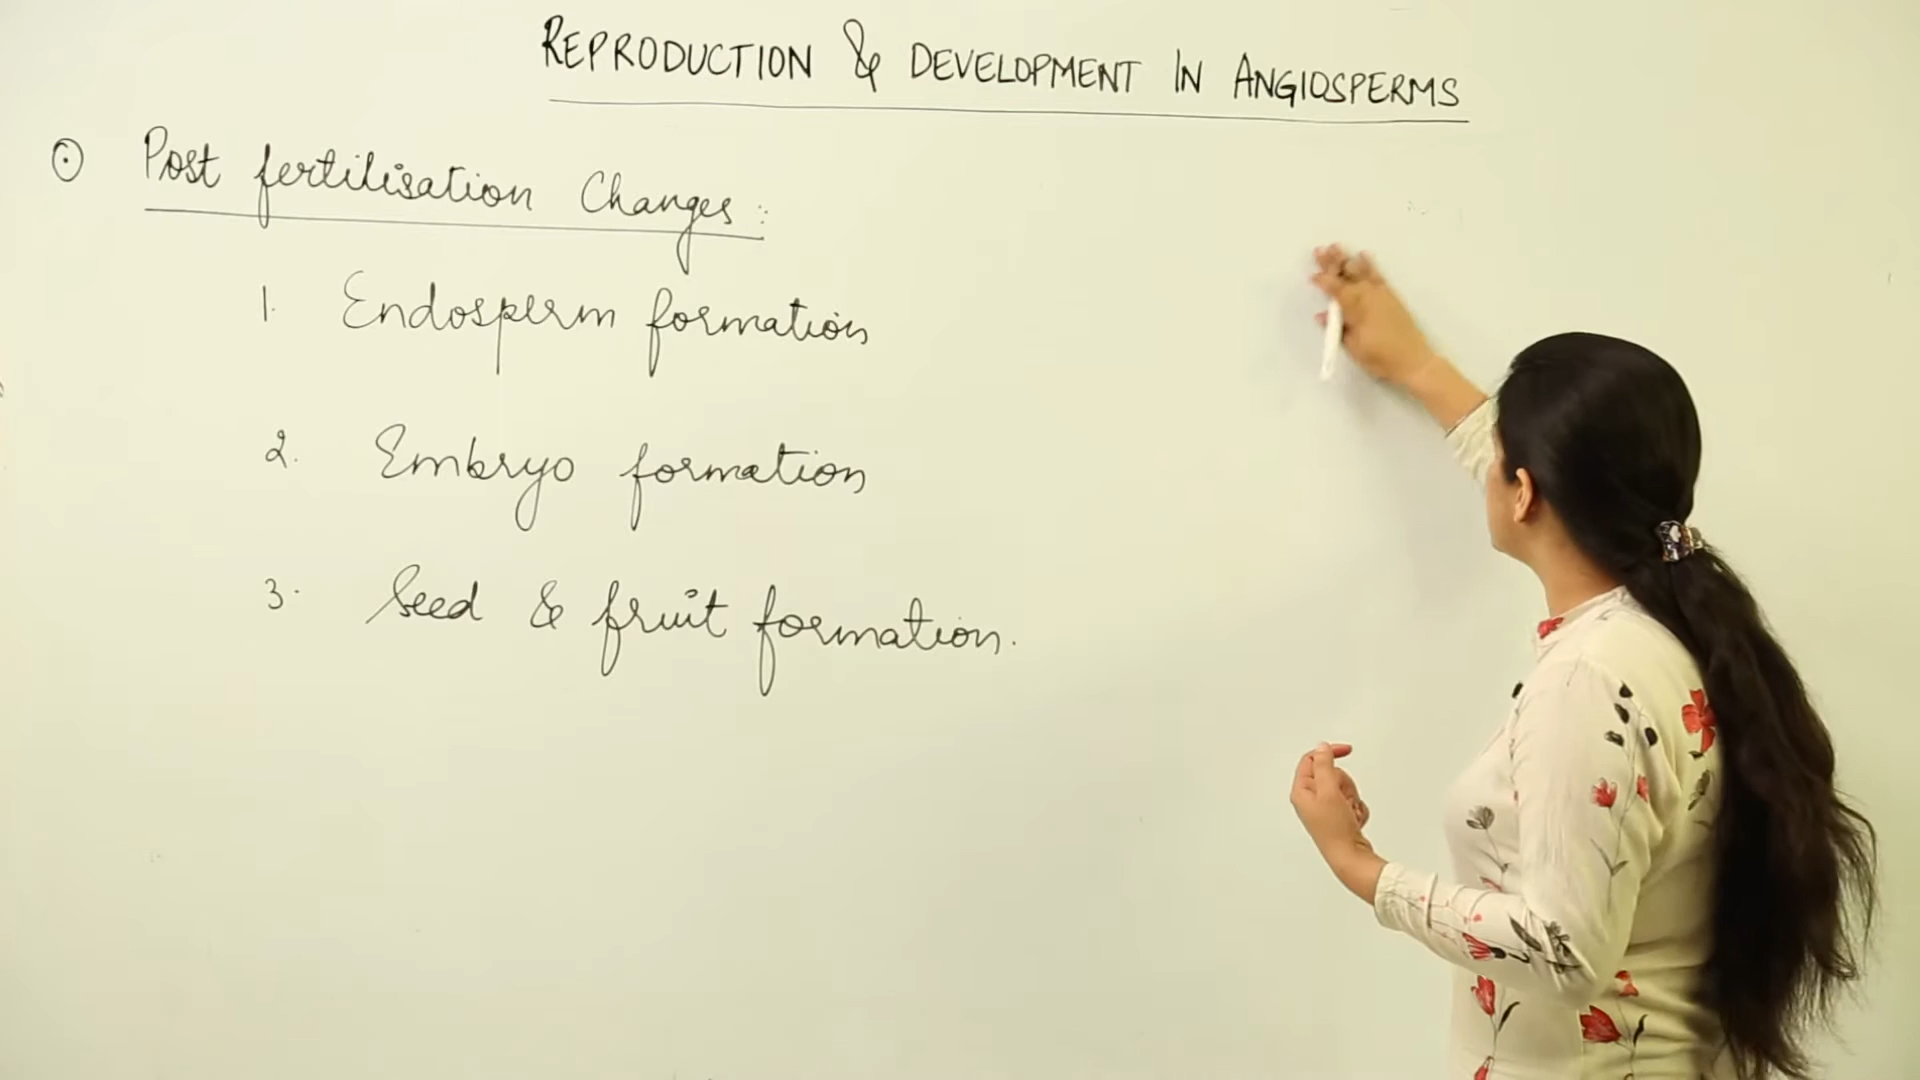 REPRODUCTION & DEVELOPMENT IN ANGIOSPERMS
⊙ Post fertilisation Changes :
1. Endosperm formation
2. Embryo formation
3. Seed & fruit formation.